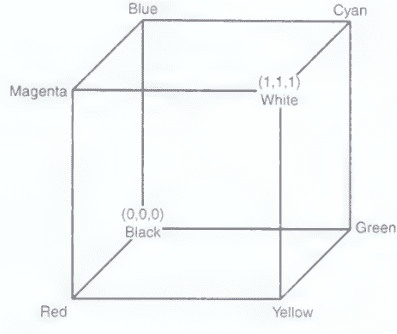 Blue
Cyan
Magenta
(1,1,1)
White
(0,0,0)
Black
Green
Red
Yellow